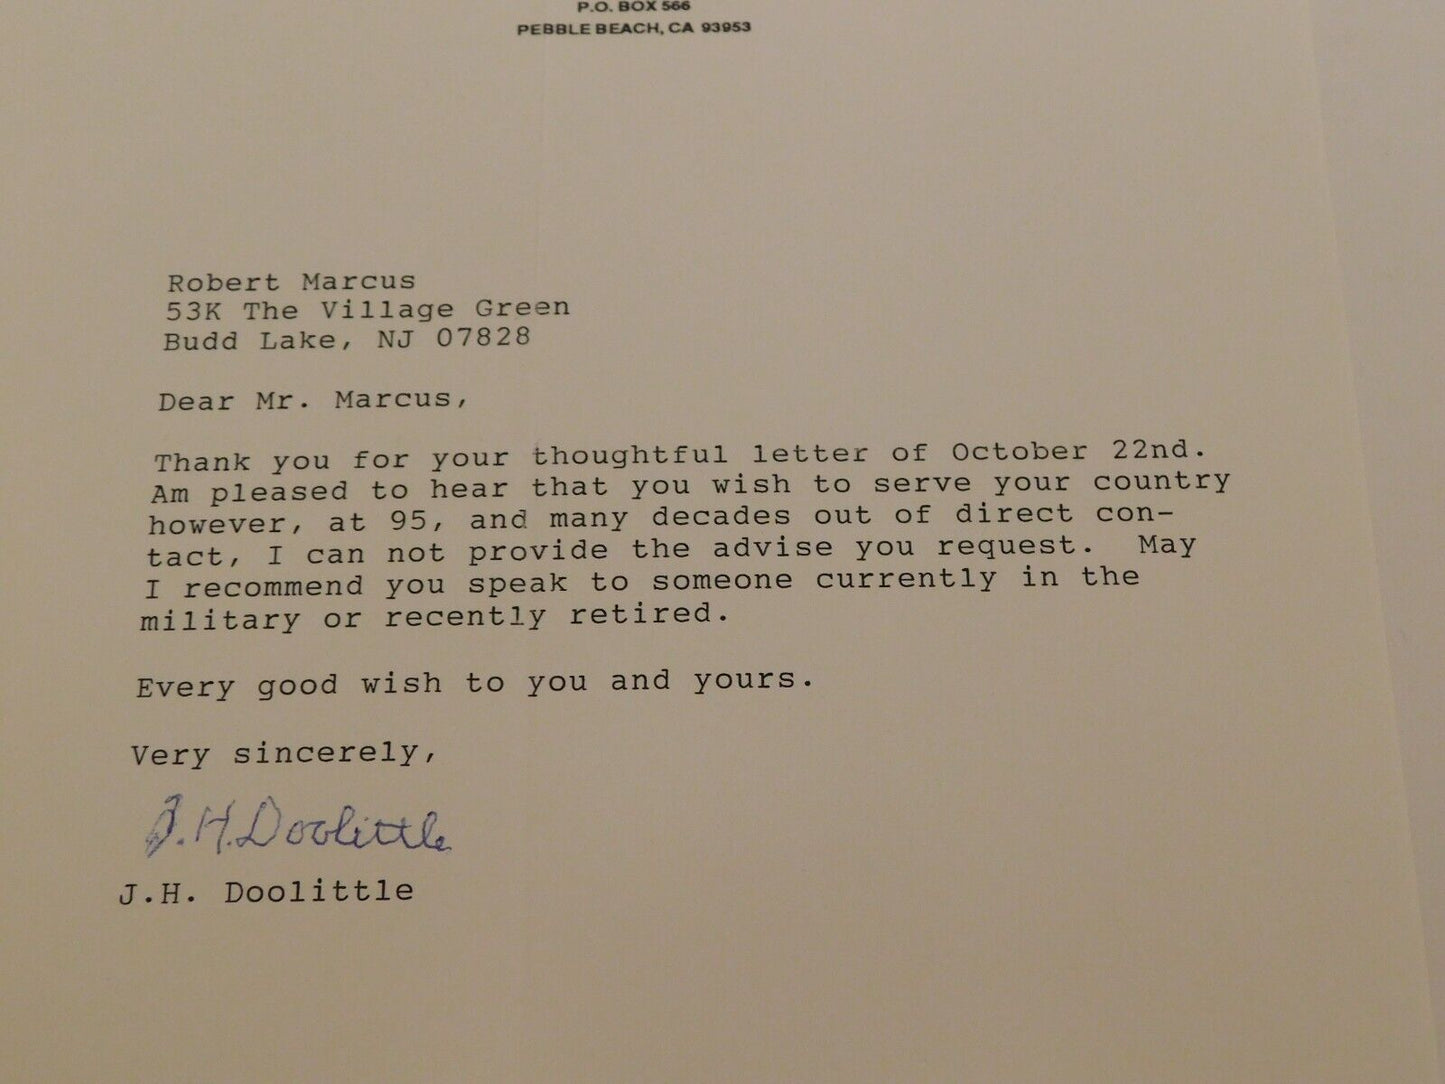 P.O. BOX 566
PEBBLE BEACH, CA 93953
Robert Marcus
53K The Village Green
Budd Lake, NJ 07828
Dear Mr. Marcus,
Thank you for your thoughtful letter of October 22nd.
Am pleased to hear that you wish to serve your country
however, at 95, and many decades out of direct con-
tact, I can not provide the advise you request.  May
I recommend you speak to someone currently in the
military or recently retired.
Every good wish to you and yours.
Very sincerely,
J.H. Doolittle
J.H. Doolittle